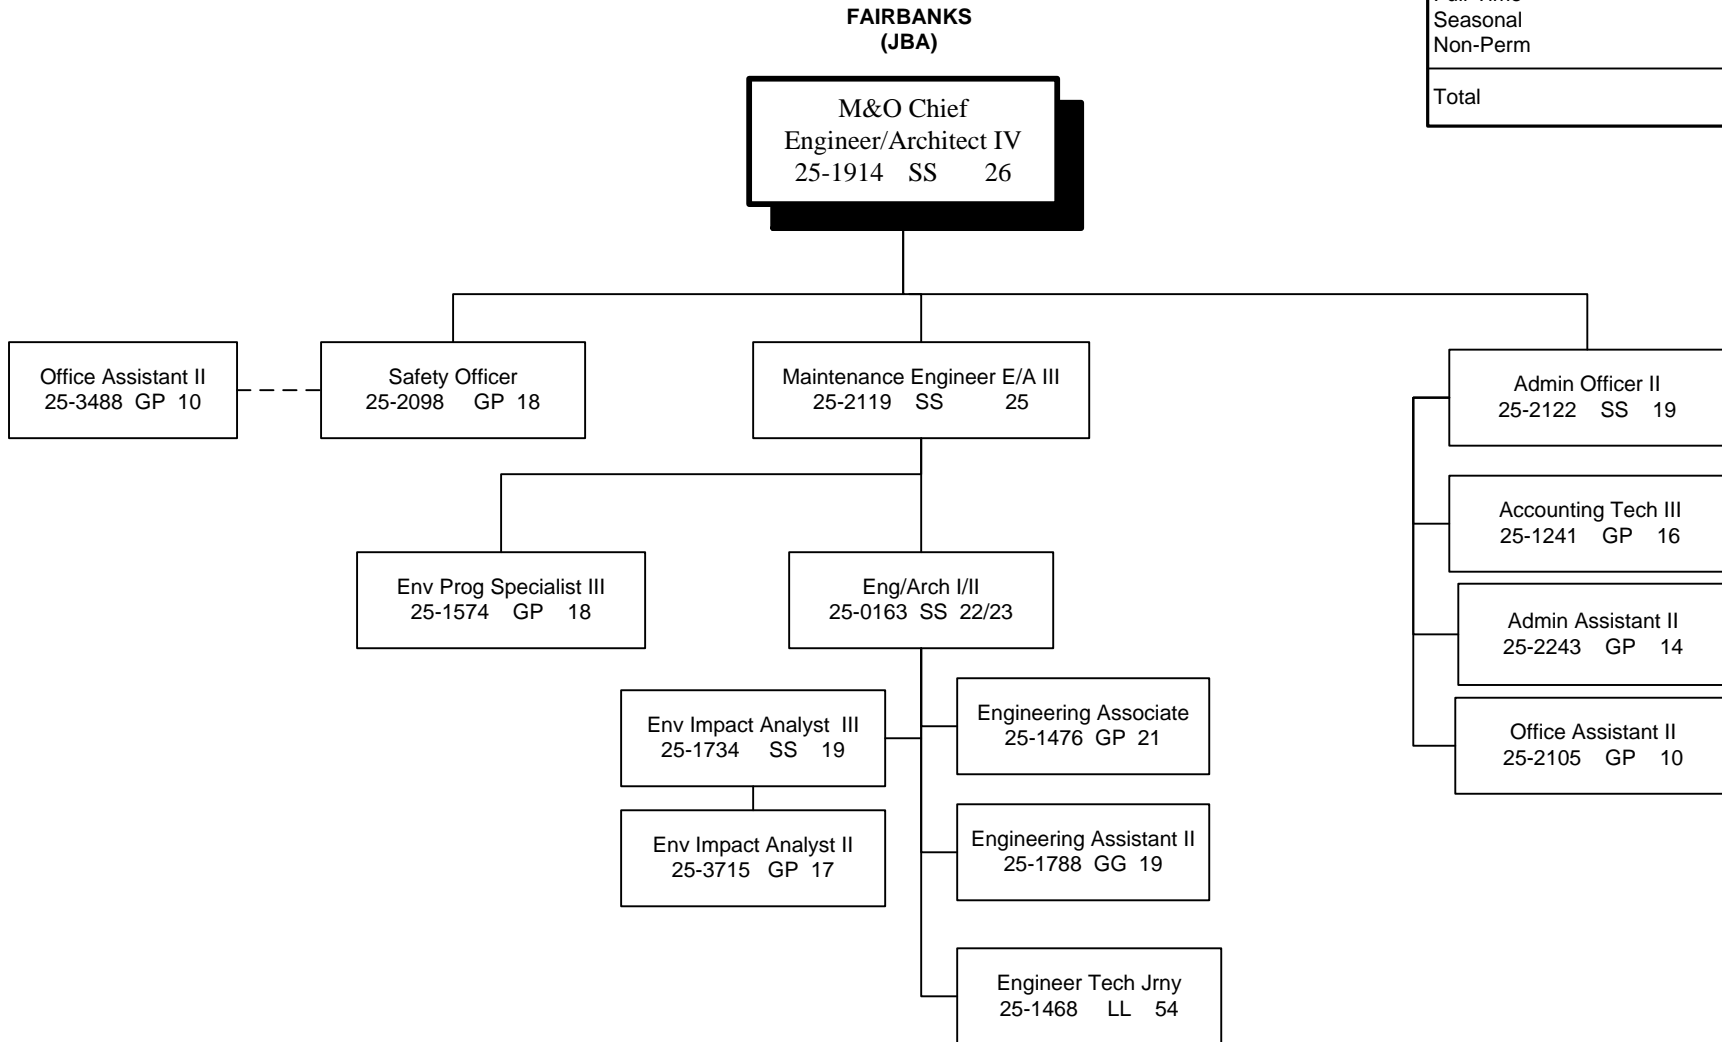 FAIRBANKS
(JBA)
Seasonal
Non-Perm
Total
M&O Chief
Engineer/Architect IV
25-1914 SS 26
Office Assistant II
25-3488 GP 10
Safety Officer
25-2098 GP 18
Maintenance Engineer E/A III
25-2119 SS 25
Admin Officer II
25-2122 SS 19
Accounting Tech III
25-1241 GP 16
Env Prog Specialist III
25-1574 GP 18
Eng/Arch I/II
25-0163 SS 22/23
Admin Assistant II
25-2243 GP 14
Env Impact Analyst III
25-1734 SS 19
Engineering Associate
25-1476 GP 21
Office Assistant II
25-2105 GP 10
Env Impact Analyst II
25-3715 GP 17
Engineering Assistant II
25-1788 GG 19
Engineer Tech Jrny
25-1468 LL 54